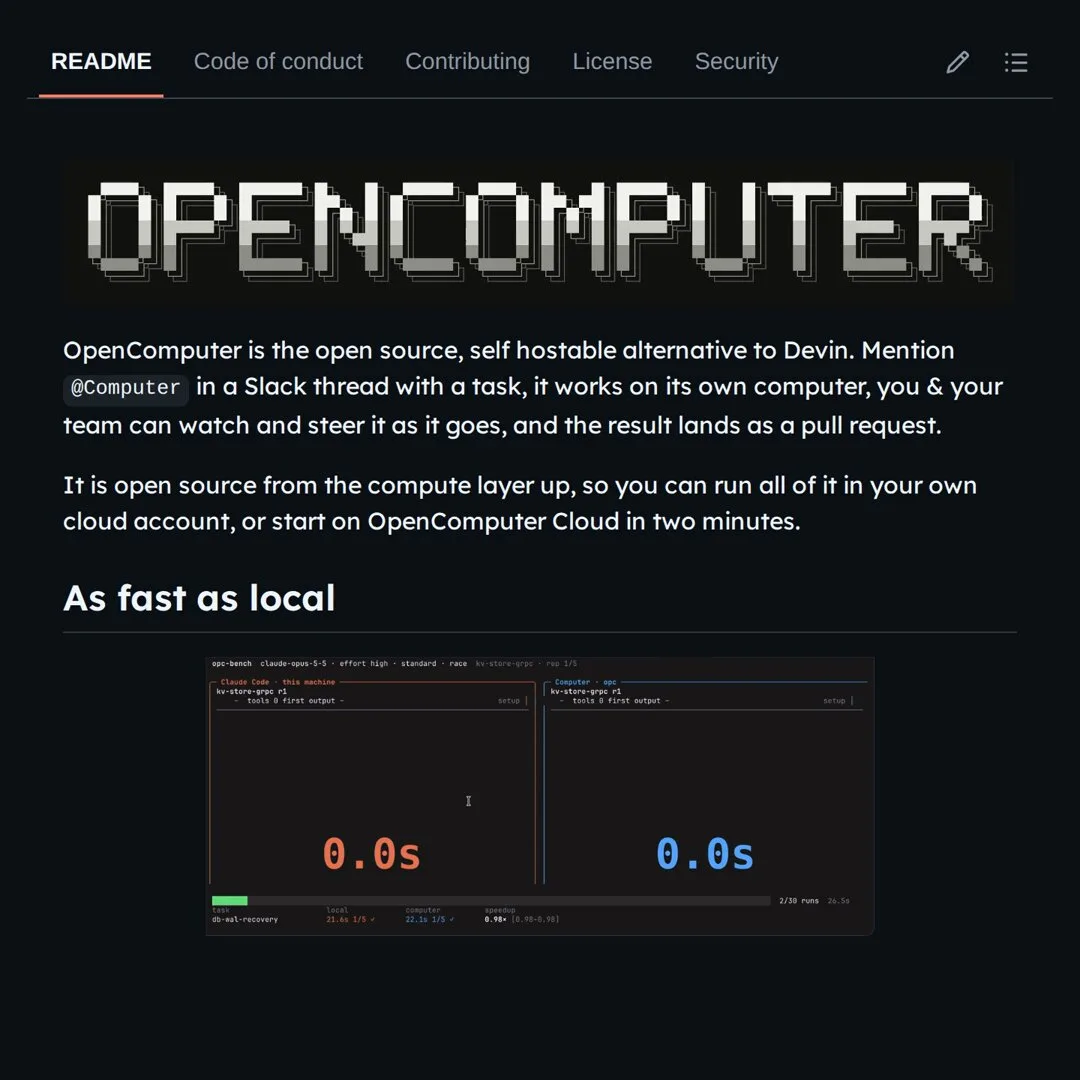 README Code of conduct Contributing License Security
OPENCOMPUTER
OpenComputer is the open source, self hostable alternative to Devin. Mention
@Computer in a Slack thread with a task, it works on its own computer, you & your
team can watch and steer it as it goes, and the result lands as a pull request.
It is open source from the compute layer up, so you can run all of it in your own
cloud account, or start on OpenComputer Cloud in two minutes.
As fast as local
opc-bench claude-opus-5-5 · effort high · standard · race kv-store-grpc · rep 1/5
Claude Code · this machine
kv-store-grpc r1
– tools 0 first output – setup
0.0s
Computer · opc
kv-store-grpc r1
– tools 0 first output – setup
0.0s
2/30 runs 26.5s
task local computer speedup
db-wal-recovery 21.6s 1/5 ✓ 22.1s 1/5 ✓ 0.98× [0.98–0.98]